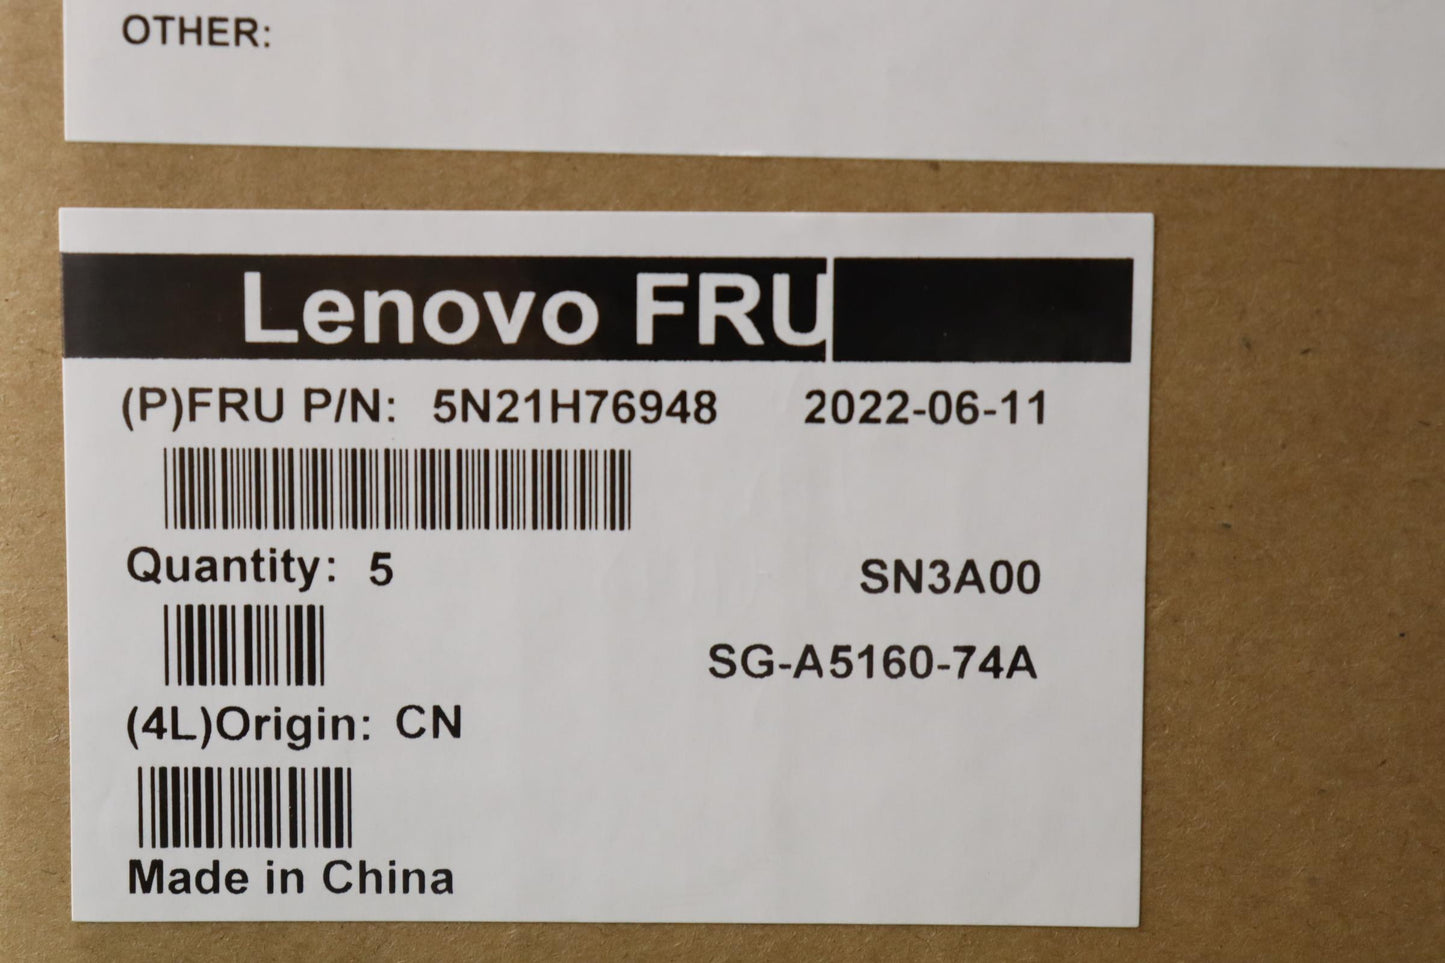 OTHER:
Lenovo FRU
(P)FRU P/N: 5N21H76948 2022-06-11
Quantity: 5 SN3A00
SG-A5160-74A
(4L)Origin: CN
Made in China